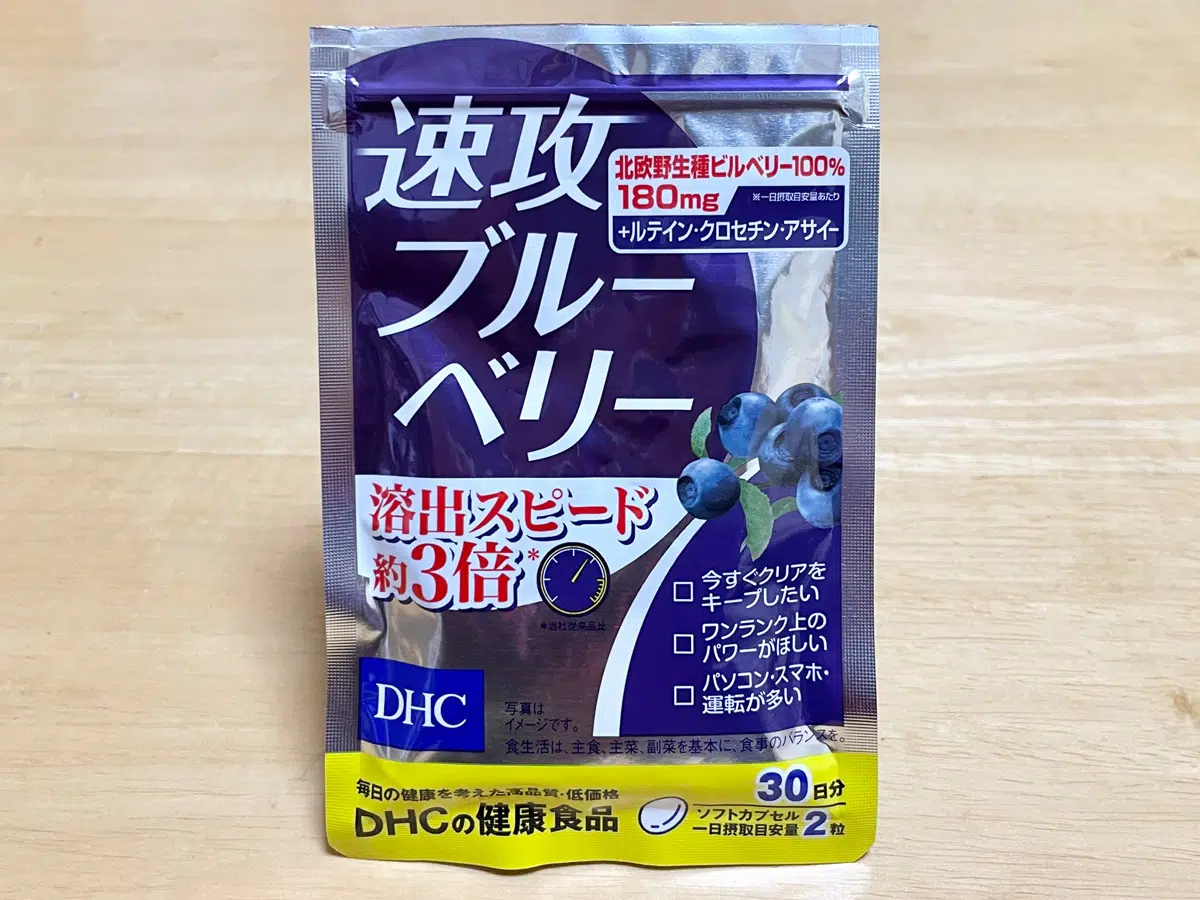 速攻
ブルー
ベリー
北欧野生種ビルベリー100%
180mg
※一日摂取目安量あたり
+ルテイン・クロセチン・アサイー
溶出スピード
約3倍*
*当社従来品比
□ 今すぐクリアを
キープしたい
□ ワンランク上の
パワーがほしい
□ パソコン・スマホ・
運転が多い
DHC
写真は
イメージです。
食生活は、主食、主菜、副菜を基本に、食事のバランスを。
毎日の健康を考えた高品質・低価格
DHCの健康食品
30日分
ソフトカプセル
一日摂取目安量 2粒